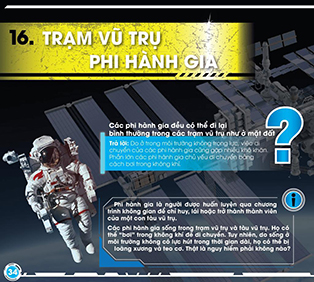 16. TRẠM VŨ TRỤ
PHI HÀNH GIA
Các phi hành gia đều có thể đi lại
bình thường trong các trạm vũ trụ như ở mặt đất
?
Trả lời: Do ở trong môi trường không trọng lực, việc di
chuyển của các phi hành gia cũng gặp nhiều khó khăn.
Phần lớn các phi hành gia chủ yếu di chuyển bằng
cách bơi trong không khí.
i
Phi hành gia là người được huấn luyện qua chương
trình không gian để chỉ huy, lái hoặc trở thành thành viên
của một con tàu vũ trụ.
Các phi hành gia sống trong trạm vũ trụ và tàu vũ trụ. Họ có
thể "bơi" trong không khí để di chuyển. Tuy nhiên, do sống ở
môi trường không có lực hút trong thời gian dài, họ có thể bị
loãng xương và teo cơ. Thật là nguy hiểm phải không nào?
34